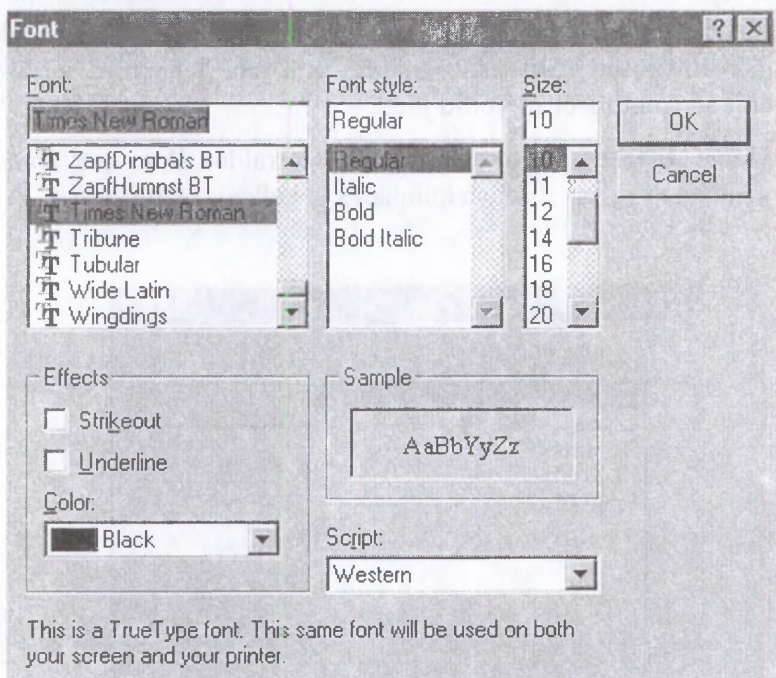 Font
? ×
Font: Font style: Size:
Times New Roman Regular 10 OK
ZapfDingbats BT Regular 10 Cancel
ZapfHumnst BT Italic 11
Times New Roman Bold 12
Tribune Bold Italic 14
Tubular 16
Wide Latin 18
Wingdings 20
Effects Sample
Strikeout
Underline AaBbYyZz
Color:
Black Script:
Western
This is a TrueType font. This same font will be used on both
your screen and your printer.